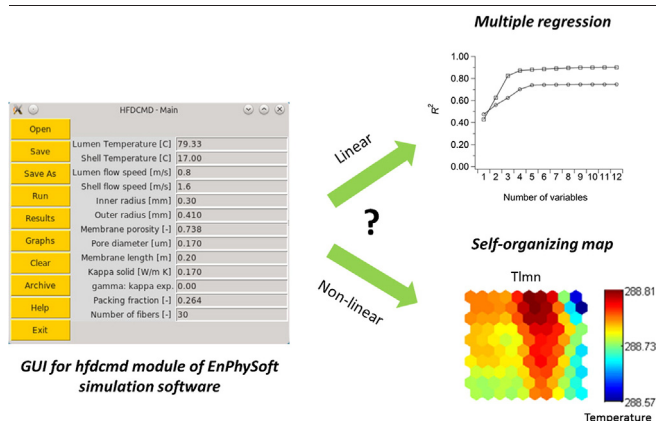 Multiple regression
1.00
0.80
0.60
0.40
0.20
0.00
R²
1 2 3 4 5 6 7 8 9 10 11 12
Number of variables
HFDCMD - Main
Open
Save
Save As
Run
Results
Graphs
Clear
Archive
Help
Exit
Lumen Temperature [C] 79.33
Shell Temperature [C] 17.00
Lumen flow speed [m/s] 0.8
Shell flow speed [m/s] 1.6
Inner radius [mm] 0.30
Outer radius [mm] 0.410
Membrane porosity [-] 0.738
Pore diameter [um] 0.170
Membrane length [m] 0.20
Kappa solid [W/m K] 0.170
gamma: kappa exp. 0.00
Packing fraction [-] 0.264
Number of fibers [-] 30
GUI for hfdcmd module of EnPhySoft
simulation software
Linear
?
Non-linear
Self-organizing map
Tlmn
288.81
288.73
288.57
Temperature